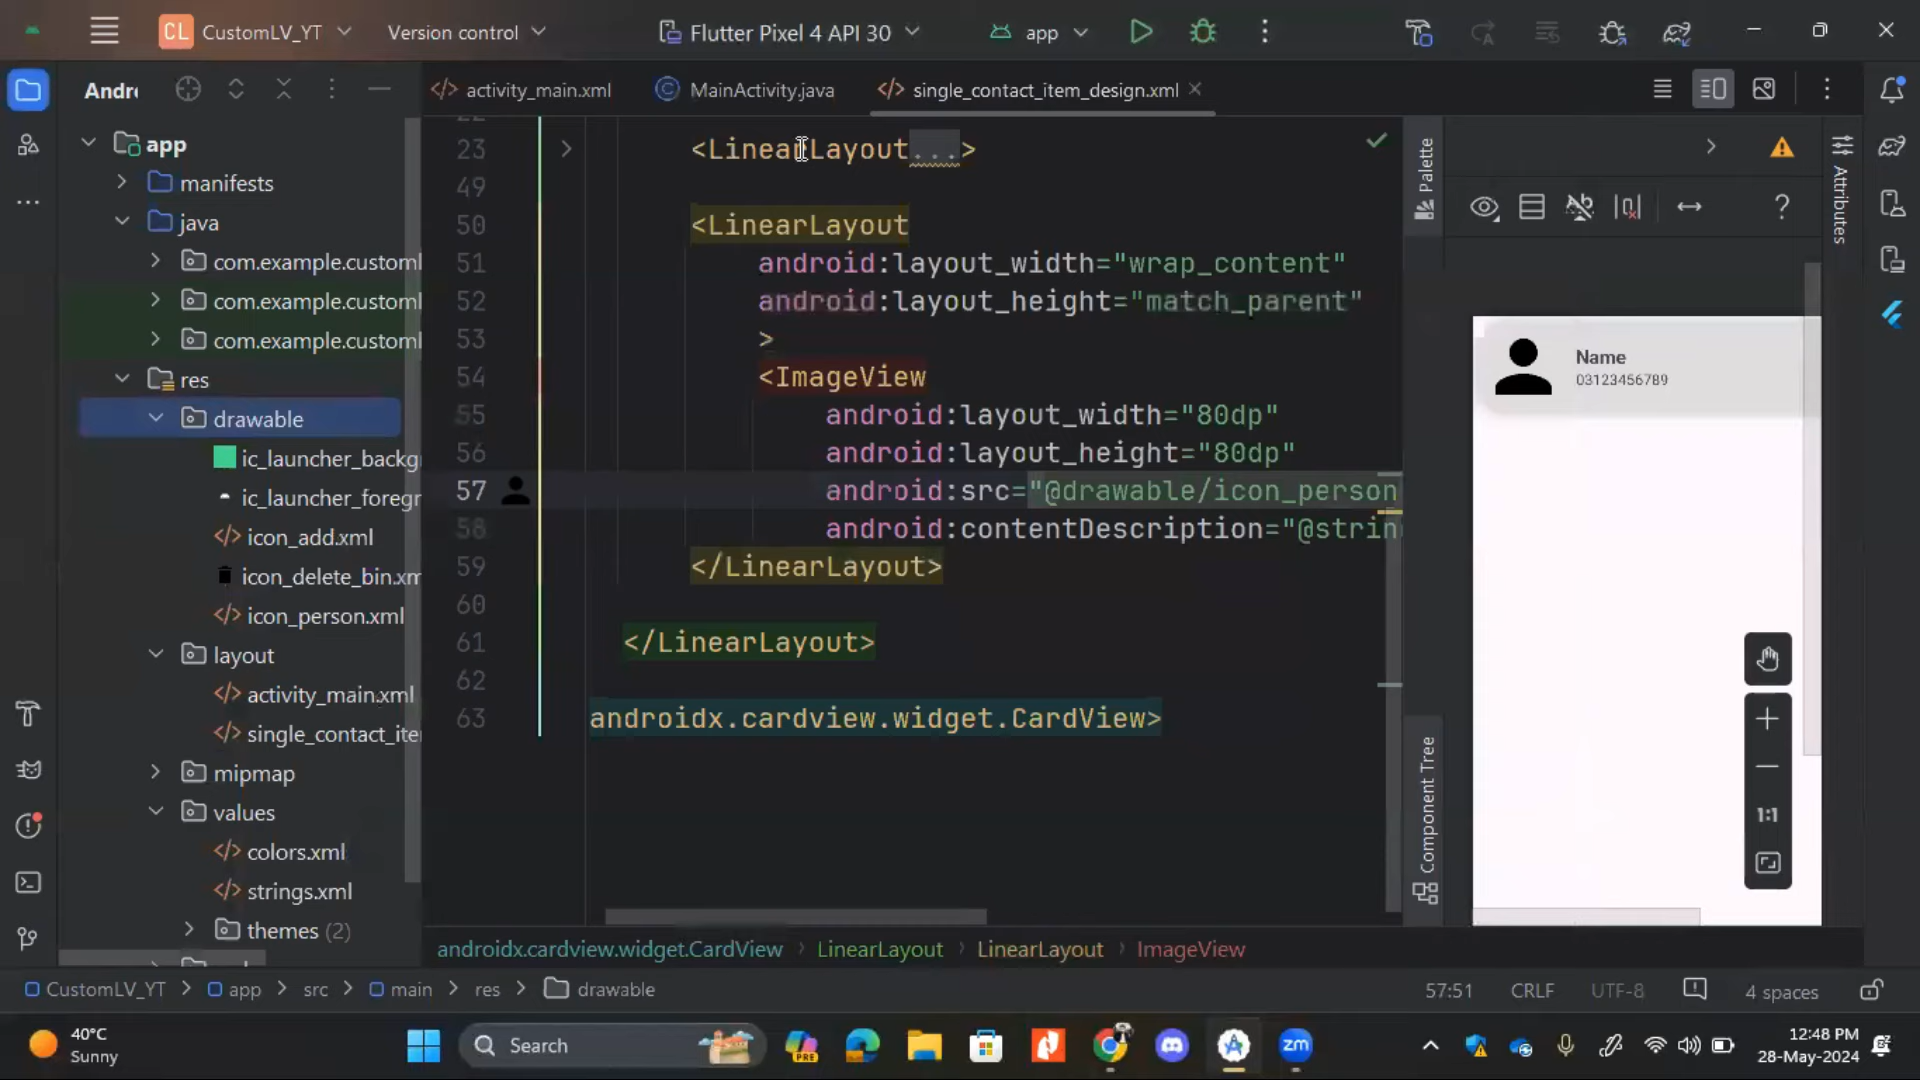 CL CustomLV_YT Version control Flutter Pixel 4 API 30 app
Andr
activity_main.xml MainActivity.java single_contact_item_design.xml
app
manifests
java
com.example.customl
com.example.customl
com.example.customl
res
drawable
ic_launcher_backg
ic_launcher_foregr
icon_add.xml
icon_delete_bin.xm
icon_person.xml
layout
activity_main.xml
single_contact_ite
mipmap
values
colors.xml
strings.xml
themes (2)
22
23 <LinearLayout...>
49
50 <LinearLayout
51 android:layout_width="wrap_content"
52 android:layout_height="match_parent"
53 >
54 <ImageView
55 android:layout_width="80dp"
56 android:layout_height="80dp"
57 android:src="@drawable/icon_person
58 android:contentDescription="@strin
59 </LinearLayout>
60
61 </LinearLayout>
62
63 androidx.cardview.widget.CardView>
Palette
Component Tree
Attributes
?
Name
03123456789
1:1
androidx.cardview.widget.CardView LinearLayout LinearLayout ImageView
CustomLV_YT app src main res drawable
57:51 CRLF UTF-8 4 spaces
40°C
Sunny
Search
PRE
zm
12:48 PM
28-May-2024